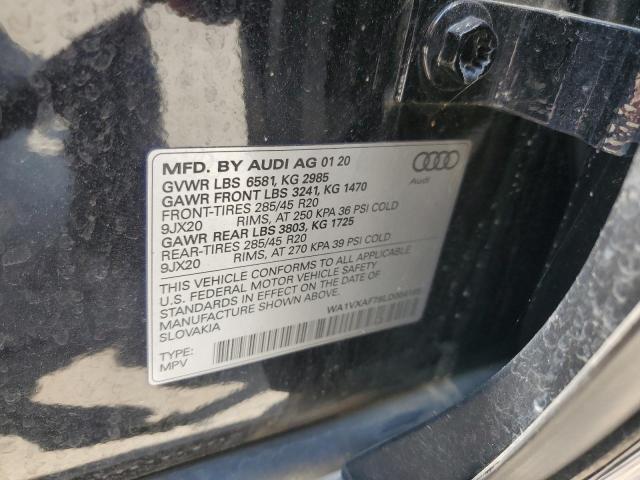 MFD. BY AUDI AG 01 20
GVWR LBS 6581, KG 2985
GAWR FRONT LBS 3241, KG 1470
FRONT-TIRES 285/45 R20
9JX20 RIMS, AT 250 KPA 36 PSI COLD
GAWR REAR LBS 3803, KG 1725
REAR-TIRES 285/45 R20
9JX20 RIMS, AT 270 KPA 39 PSI COLD
THIS VEHICLE CONFORMS TO ALL APPLICABLE
U.S. FEDERAL MOTOR VEHICLE SAFETY
STANDARDS IN EFFECT ON THE DATE OF
MANUFACTURE SHOWN ABOVE.
SLOVAKIA
TYPE:
MPV